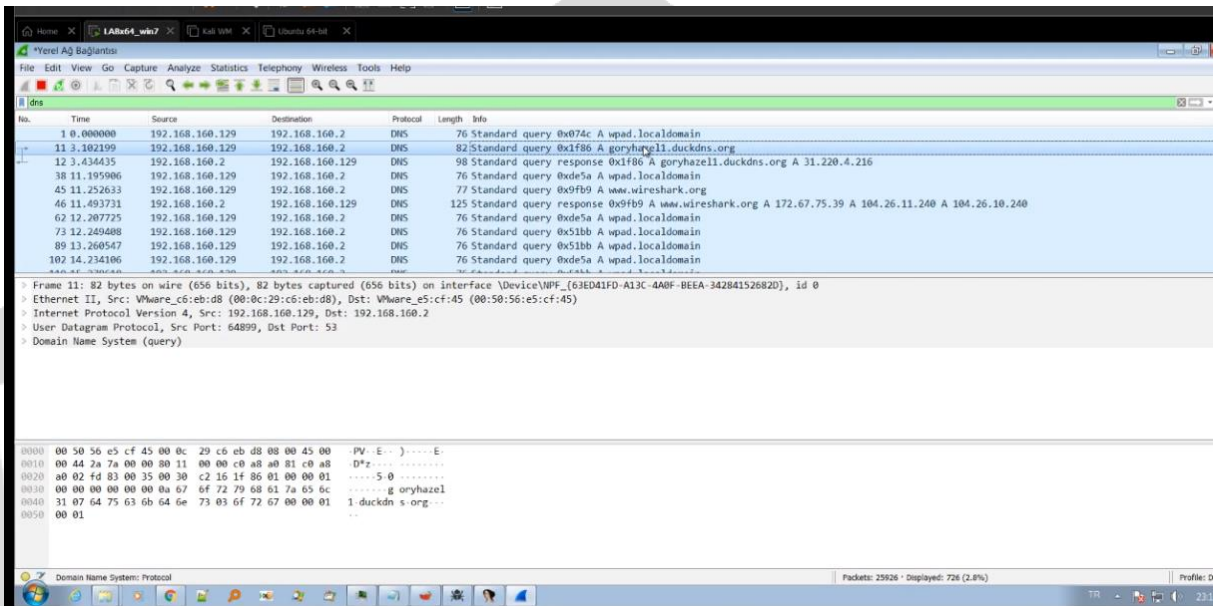 Home X LABx64_win7 X Kali WM X Ubuntu 64-bit X
*Yerel Ağ Bağlantısı
File Edit View Go Capture Analyze Statistics Telephony Wireless Tools Help
dns
No. Time Source Destination Protocol Length Info
1 0.000000 192.168.160.129 192.168.160.2 DNS 76 Standard query 0x074c A wpad.localdomain
11 3.102199 192.168.160.129 192.168.160.2 DNS 82 Standard query 0x1f86 A goryhazel1.duckdns.org
12 3.434435 192.168.160.2 192.168.160.129 DNS 98 Standard query response 0x1f86 A goryhazel1.duckdns.org A 31.220.4.216
38 11.195906 192.168.160.129 192.168.160.2 DNS 76 Standard query 0xde5a A wpad.localdomain
45 11.252633 192.168.160.129 192.168.160.2 DNS 77 Standard query 0x9fb9 A www.wireshark.org
46 11.493731 192.168.160.2 192.168.160.129 DNS 125 Standard query response 0x9fb9 A www.wireshark.org A 172.67.75.39 A 104.26.11.240 A 104.26.10.240
62 12.207725 192.168.160.129 192.168.160.2 DNS 76 Standard query 0xde5a A wpad.localdomain
73 12.249408 192.168.160.129 192.168.160.2 DNS 76 Standard query 0x51bb A wpad.localdomain
89 13.260547 192.168.160.129 192.168.160.2 DNS 76 Standard query 0x51bb A wpad.localdomain
102 14.234106 192.168.160.129 192.168.160.2 DNS 76 Standard query 0xde5a A wpad.localdomain
> Frame 11: 82 bytes on wire (656 bits), 82 bytes captured (656 bits) on interface \Device\NPF_{63ED41FD-A13C-4A0F-BEEA-34284152682D}, id 0
> Ethernet II, Src: VMware_c6:eb:d8 (00:0c:29:c6:eb:d8), Dst: VMware_e5:cf:45 (00:50:56:e5:cf:45)
> Internet Protocol Version 4, Src: 192.168.160.129, Dst: 192.168.160.2
> User Datagram Protocol, Src Port: 64899, Dst Port: 53
> Domain Name System (query)
0000 00 50 56 e5 cf 45 00 0c 29 c6 eb d8 08 00 45 00 ·PV··E·· )·····E·
0010 00 44 2a 7a 00 00 80 11 00 00 c0 a8 a0 81 c0 a8 ·D*z···· ········
0020 a0 02 fd 83 00 35 00 30 c2 16 1f 86 01 00 00 01 ·····5·0 ········
0030 00 00 00 00 00 00 0a 67 6f 72 79 68 61 7a 65 6c ·······g oryhazel
0040 31 07 64 75 63 6b 64 6e 73 03 6f 72 67 00 00 01 1·duckdn s·org···
0050 00 01 ··
Domain Name System: Protocol Packets: 25926 · Displayed: 726 (2.8%) Profile: D
TR 23:1